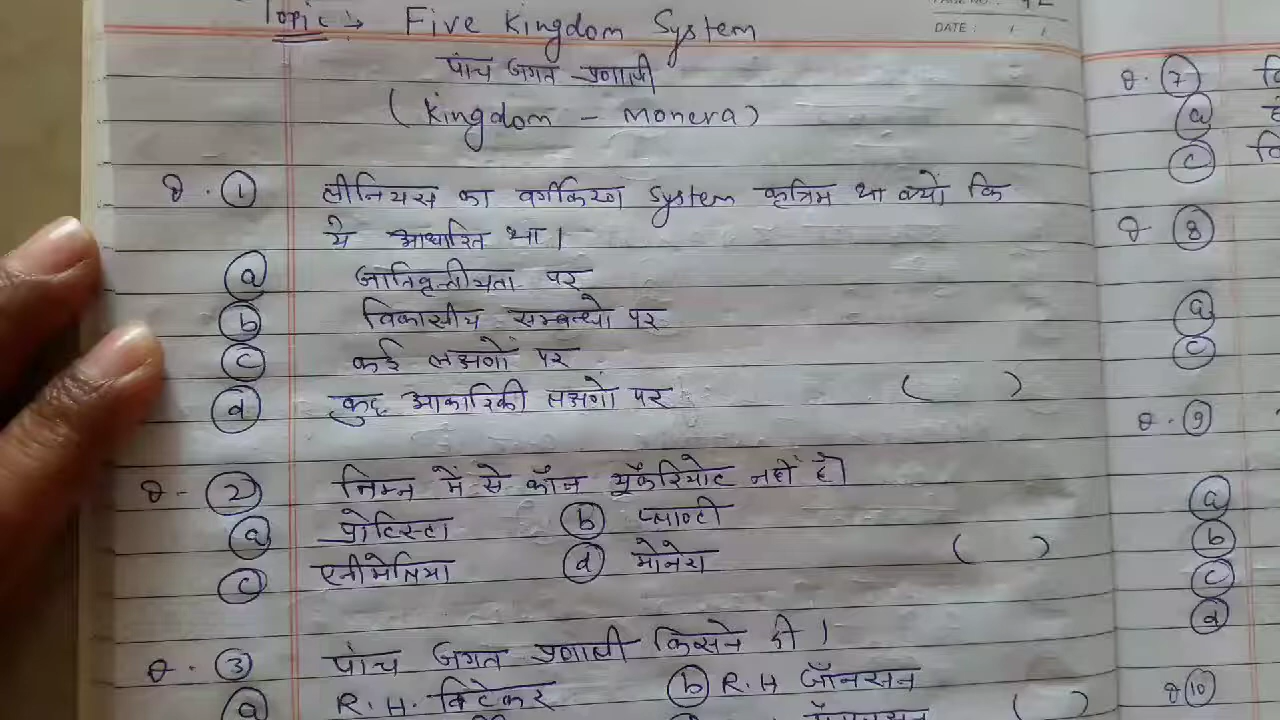 Topic :→ Five Kingdom System
DATE :
पांच जगत प्रणाली
(Kingdom - Monera)
Q. 1 लीनियस का वर्गीकरण System कृत्रिम था क्यों कि
ये आधारित था।
a जातिवृत्तीयता पर
b विकासीय सम्बन्धो पर
c कई लक्षणों पर
d कुछ आकारिकी लक्षणों पर ( )
Q - 2 निम्न में से कौन यूकैरियोट नहीं है।
a प्रोटिस्टा b प्लाण्टी
c एनीमेलिया d मोनेरा ( )
Q. 3 पांच जगत प्रणाली किसने दी।
a R.H. विटेकर b R.H जॉनसन
( )
Q. 7
a
c
Q 8
a
c
Q. 9
a
b
c
d
Q 10